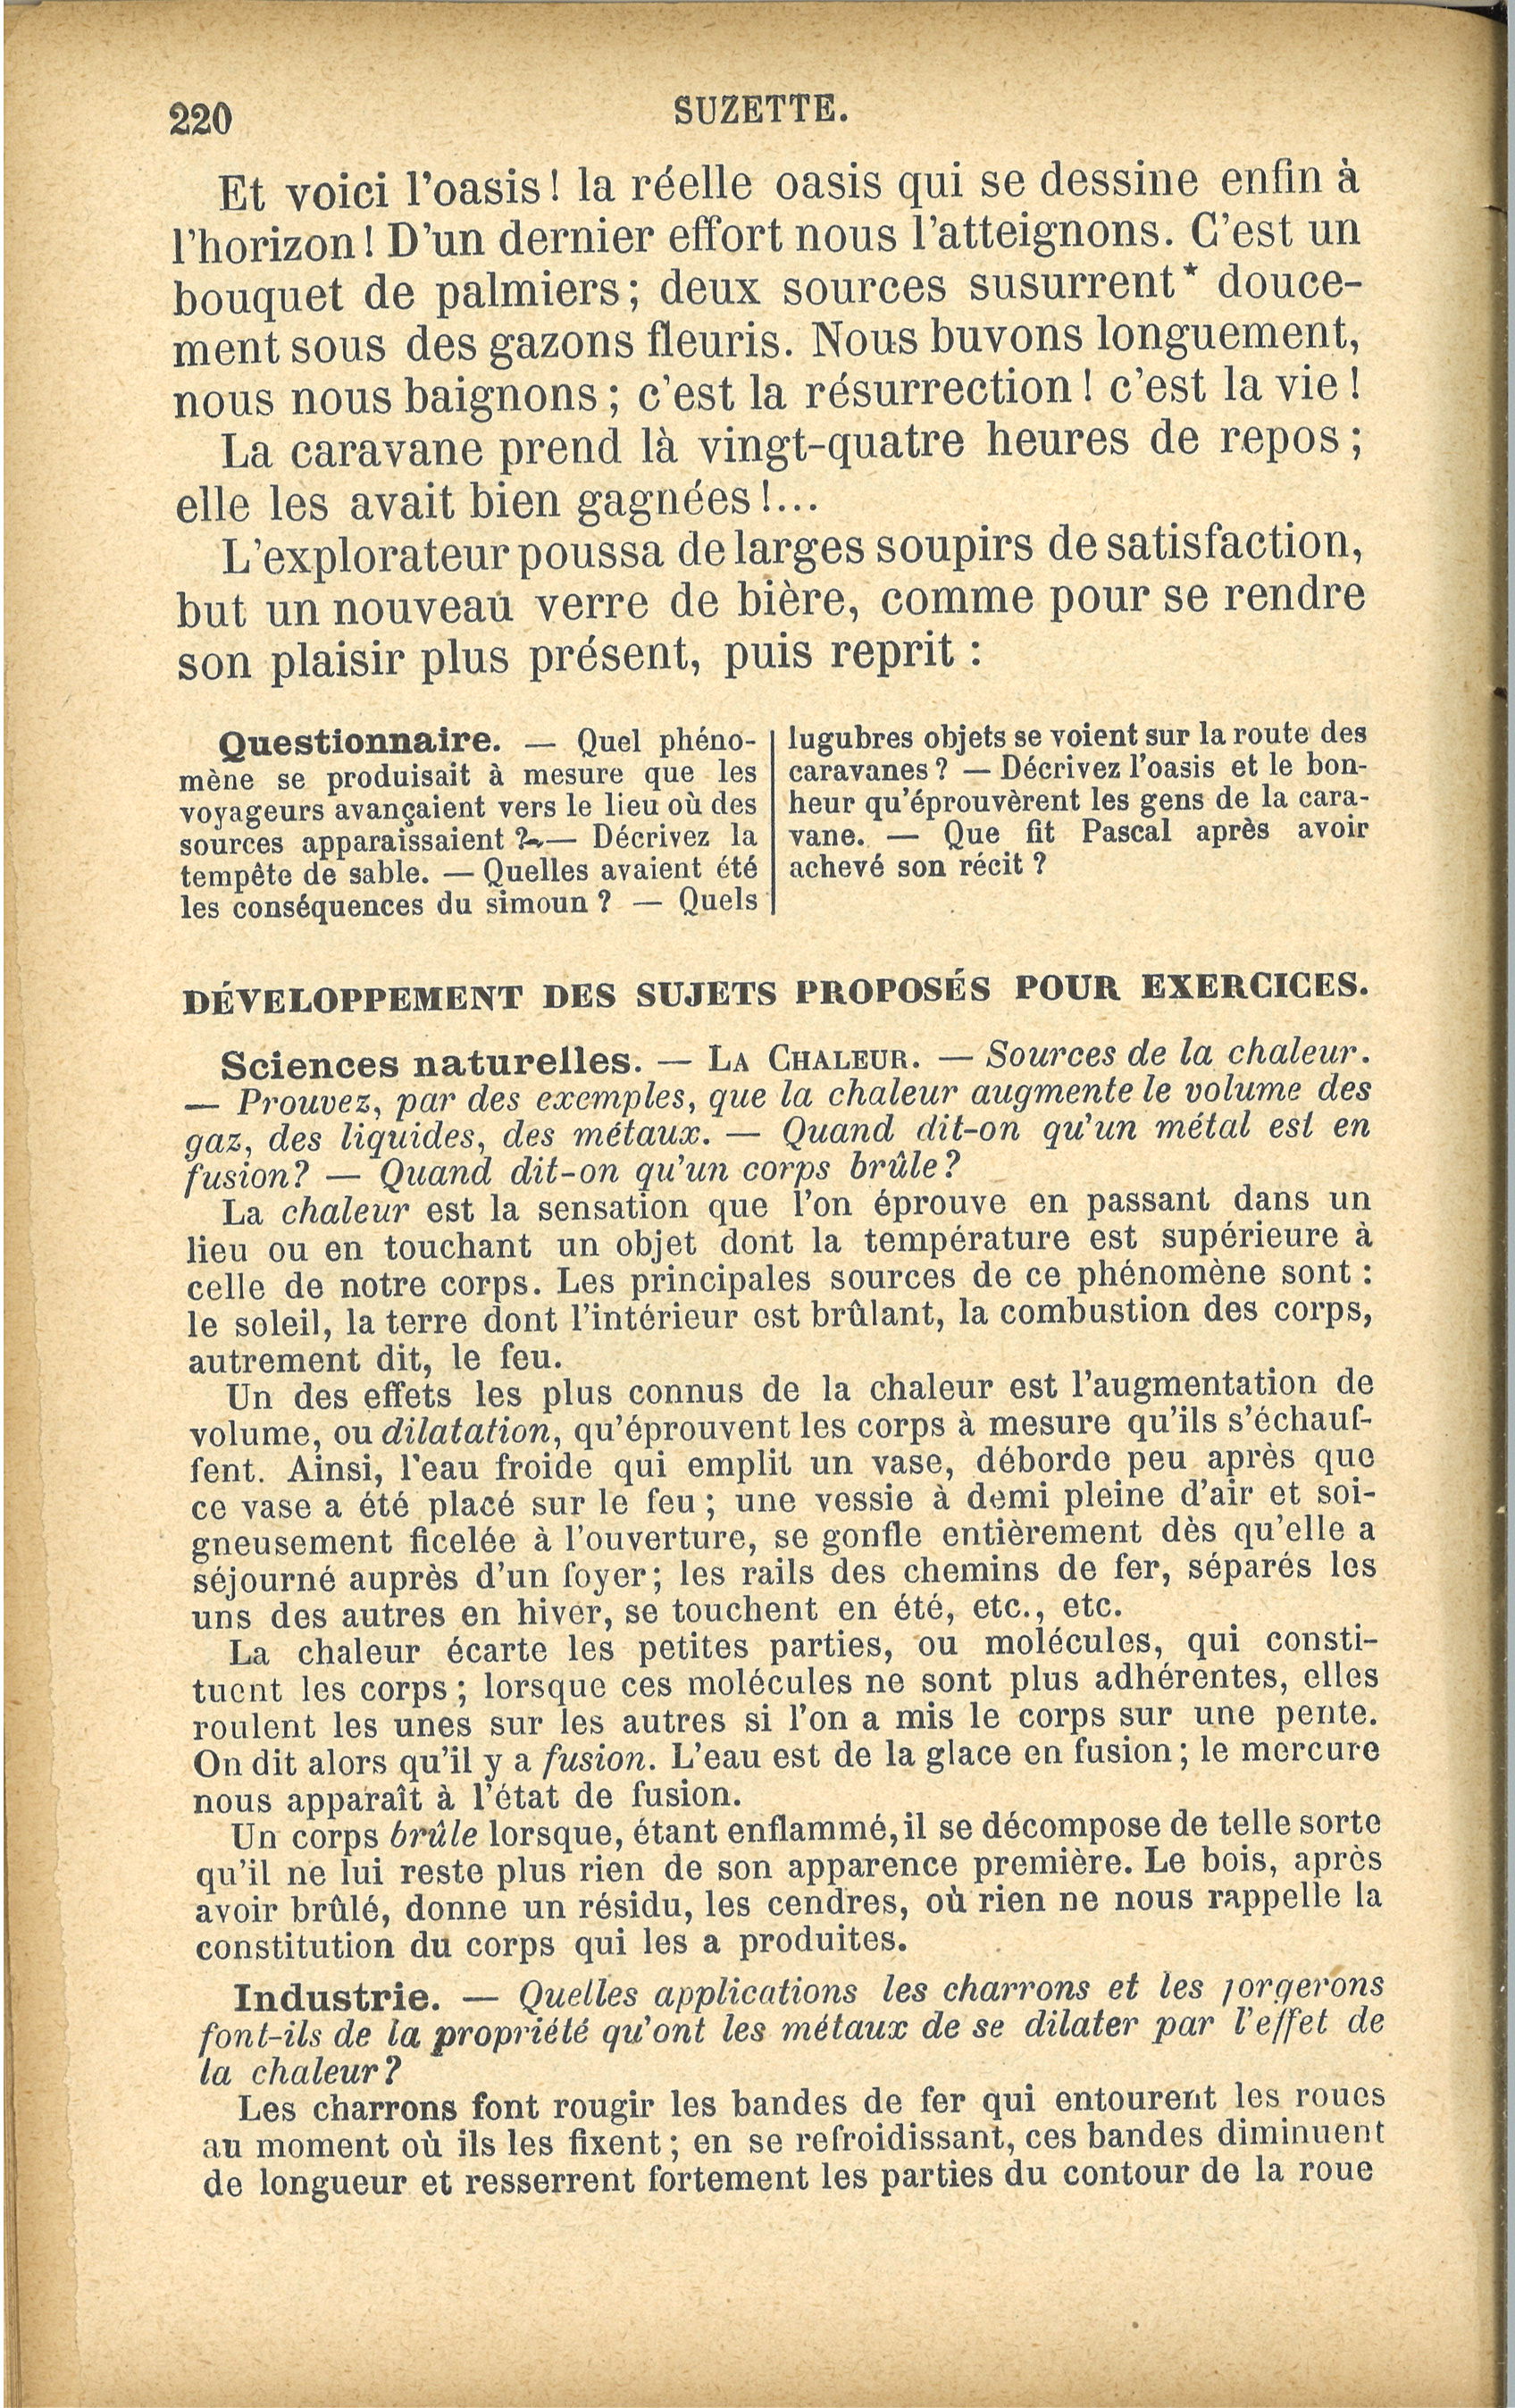 220
SUZETTE.
Et voici l'oasis! la réelle oasis qui se dessine enfin à
l'horizon! D'un dernier effort nous l'atteignons. C'est un
bouquet de palmiers; deux sources susurrent* douce-
ment sous des gazons fleuris. Nous buvons longuement,
nous nous baignons; c'est la résurrection! c'est la vie!
La caravane prend là vingt-quatre heures de repos;
elle les avait bien gagnées!...
L'explorateur poussa de larges soupirs de satisfaction,
but un nouveau verre de bière, comme pour se rendre
son plaisir plus présent, puis reprit :
Questionnaire. — Quel phéno-
mène se produisait à mesure que les
voyageurs avançaient vers le lieu où des
sources apparaissaient ? — Décrivez la
tempête de sable. — Quelles avaient été
les conséquences du simoun ? — Quels
lugubres objets se voient sur la route des
caravanes ? — Décrivez l'oasis et le bon-
heur qu'éprouvèrent les gens de la cara-
vane. — Que fit Pascal après avoir
achevé son récit ?
DÉVELOPPEMENT DES SUJETS PROPOSÉS POUR EXERCICES.
Sciences naturelles. — LA CHALEUR. — Sources de la chaleur.
— Prouvez, par des exemples, que la chaleur augmente le volume des
gaz, des liquides, des métaux. — Quand dit-on qu'un métal est en
fusion? — Quand dit-on qu'un corps brûle?
La chaleur est la sensation que l'on éprouve en passant dans un
lieu ou en touchant un objet dont la température est supérieure à
celle de notre corps. Les principales sources de ce phénomène sont :
le soleil, la terre dont l'intérieur est brûlant, la combustion des corps,
autrement dit, le feu.
Un des effets les plus connus de la chaleur est l'augmentation de
volume, ou dilatation, qu'éprouvent les corps à mesure qu'ils s'échauf-
fent. Ainsi, l'eau froide qui emplit un vase, déborde peu après que
ce vase a été placé sur le feu; une vessie à demi pleine d'air et soi-
gneusement ficelée à l'ouverture, se gonfle entièrement dès qu'elle a
séjourné auprès d'un foyer; les rails des chemins de fer, séparés les
uns des autres en hiver, se touchent en été, etc., etc.
La chaleur écarte les petites parties, ou molécules, qui consti-
tuent les corps; lorsque ces molécules ne sont plus adhérentes, elles
roulent les unes sur les autres si l'on a mis le corps sur une pente.
On dit alors qu'il y a fusion. L'eau est de la glace en fusion; le mercure
nous apparaît à l'état de fusion.
Un corps brûle lorsque, étant enflammé, il se décompose de telle sorte
qu'il ne lui reste plus rien de son apparence première. Le bois, après
avoir brûlé, donne un résidu, les cendres, où rien ne nous rappelle la
constitution du corps qui les a produites.
Industrie. — Quelles applications les charrons et les forgerons
font-ils de la propriété qu'ont les métaux de se dilater par l'effet de
la chaleur?
Les charrons font rougir les bandes de fer qui entourent les roues
au moment où ils les fixent; en se refroidissant, ces bandes diminuent
de longueur et resserrent fortement les parties du contour de la roue